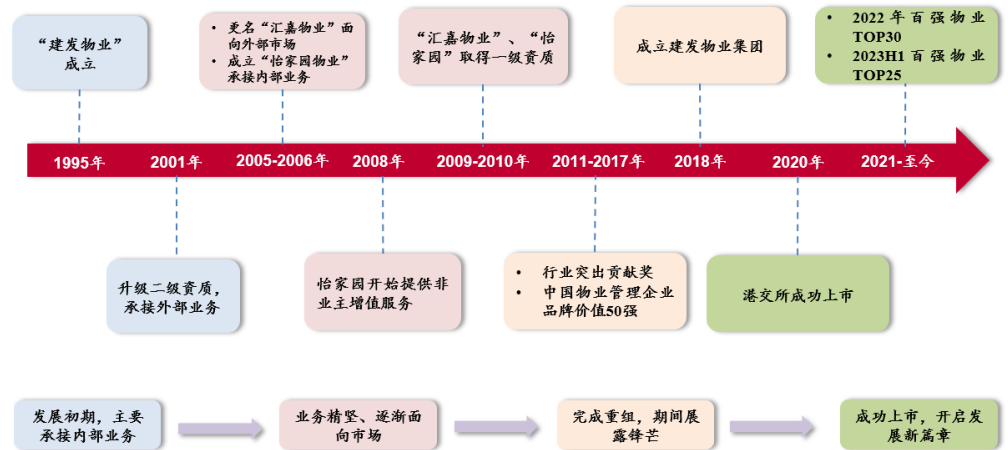 “建发物业”
成立
• 更名“汇嘉物业”面
向外部市场
• 成立“怡家园物业”
承接内部业务
“汇嘉物业”、“怡
家园”取得一级资质
成立建发物业集团
• 2022年百强物业
TOP30
• 2023H1百强物业
TOP25
1995年
2001年
2005-2006年
2008年
2009-2010年
2011-2017年
2018年
2020年
2021-至今
升级二级资质，
承接外部业务
怡家园开始提供非
业主增值服务
• 行业突出贡献奖
• 中国物业管理企业
品牌价值50强
港交所成功上市
发展初期，主要
承接内部业务
业务精坚、逐渐面
向市场
完成重组，期间展
露锋芒
成功上市，开启发
展新篇章